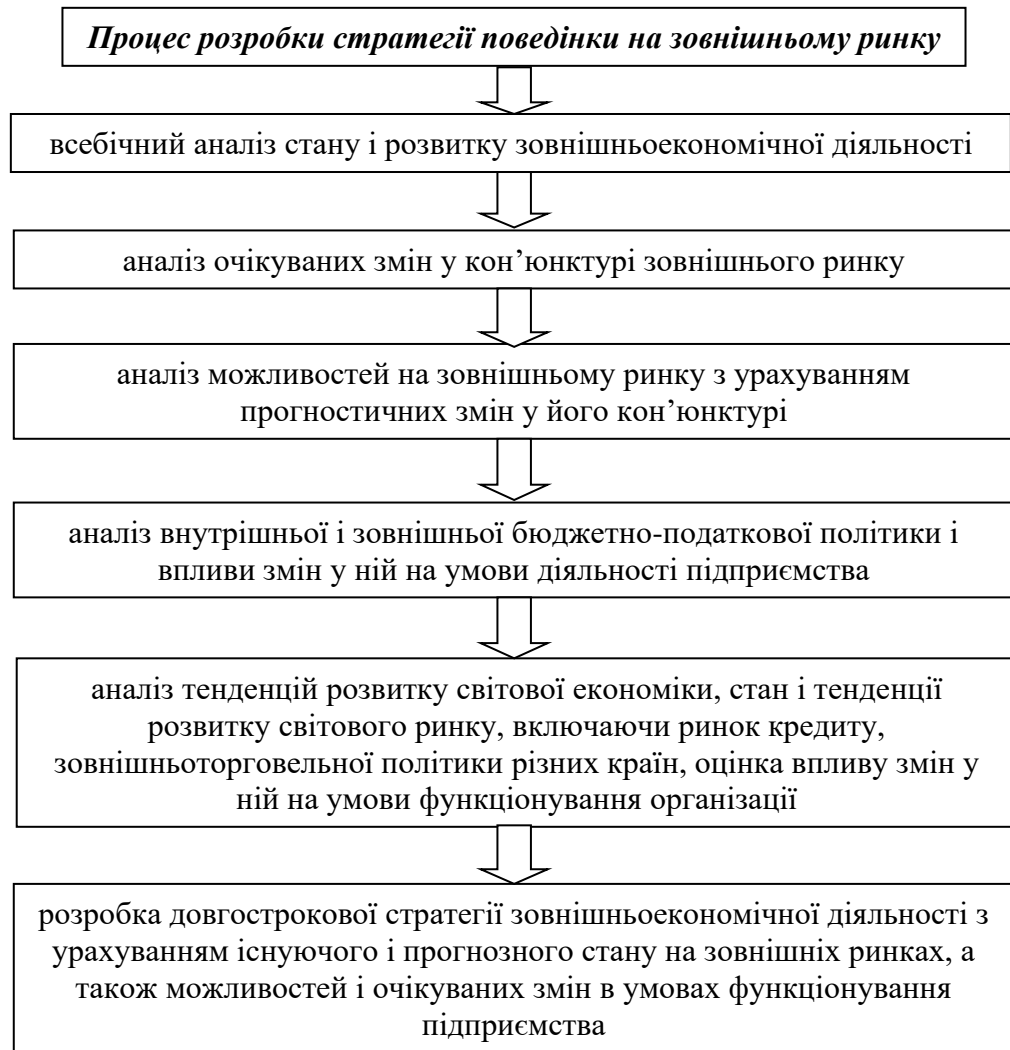 Процес розробки стратегії поведінки на зовнішньому ринку
всебічний аналіз стану і розвитку зовнішньоекономічної діяльності
аналіз очікуваних змін у кон’юнктурі зовнішнього ринку
аналіз можливостей на зовнішньому ринку з урахуванням
прогностичних змін у його кон’юнктурі
аналіз внутрішньої і зовнішньої бюджетно-податкової політики і
впливи змін у ній на умови діяльності підприємства
аналіз тенденцій розвитку світової економіки, стан і тенденції
розвитку світового ринку, включаючи ринок кредиту,
зовнішньоторговельної політики різних країн, оцінка впливу змін у
ній на умови функціонування організації
розробка довгострокової стратегії зовнішньоекономічної діяльності з
урахуванням існуючого і прогнозного стану на зовнішніх ринках, а
також можливостей і очікуваних змін в умовах функціонування
підприємства